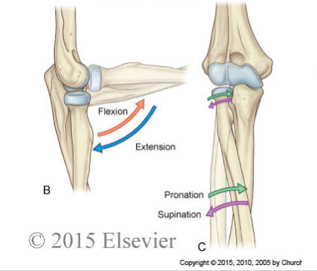 Flexion
Extension
B
Pronation
Supination
C
© 2015 Elsevier
Copyright © 2015, 2010, 2005 by Church